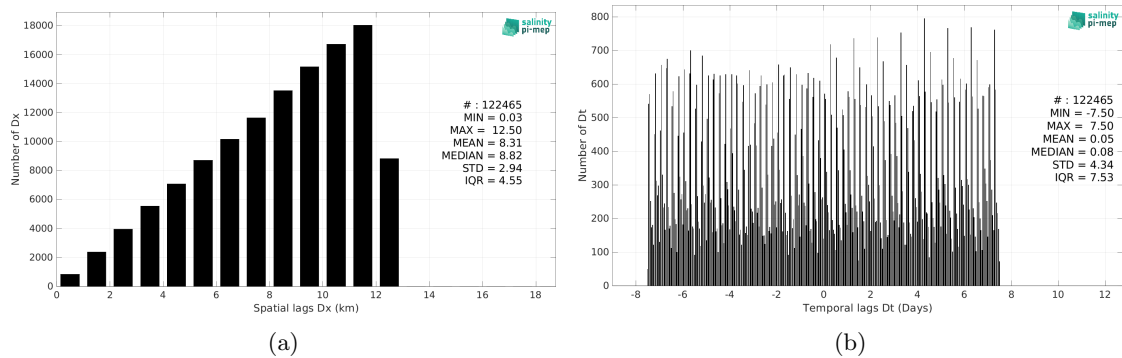 18000
16000
14000
12000
10000
8000
6000
4000
2000
0
Number of Dx
0 2 4 6 8 10 12 14 16 18
Spatial lags Dx (km)
salinity
pi-mep
# : 122465
MIN = 0.03
MAX = 12.50
MEAN = 8.31
MEDIAN = 8.82
STD = 2.94
IQR = 4.55
(a)
800
700
600
500
400
300
200
100
0
Number of Dt
-8 -6 -4 -2 0 2 4 6 8 10 12
Temporal lags Dt (Days)
salinity
pi-mep
# : 122465
MIN = -7.50
MAX = 7.50
MEAN = 0.05
MEDIAN = 0.08
STD = 4.34
IQR = 7.53
(b)